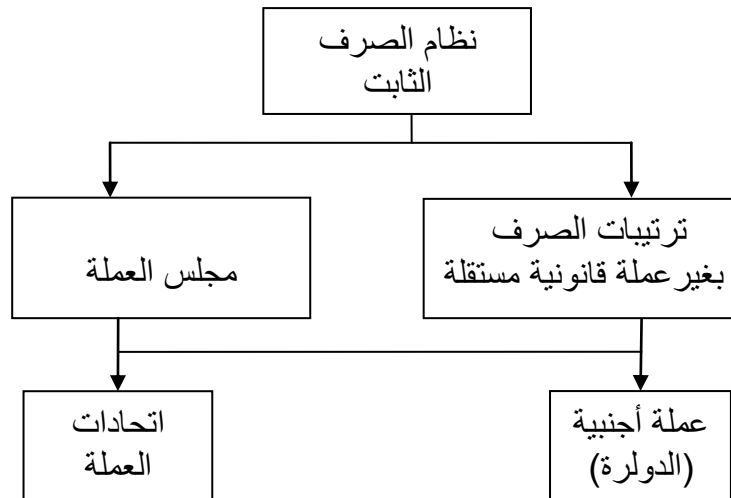 نظام الصرف
الثابت
ترتيبات الصرف
بغير عملة قانونية مستقلة
مجلس العملة
عملة أجنبية
(الدولرة)
اتحادات
العملة